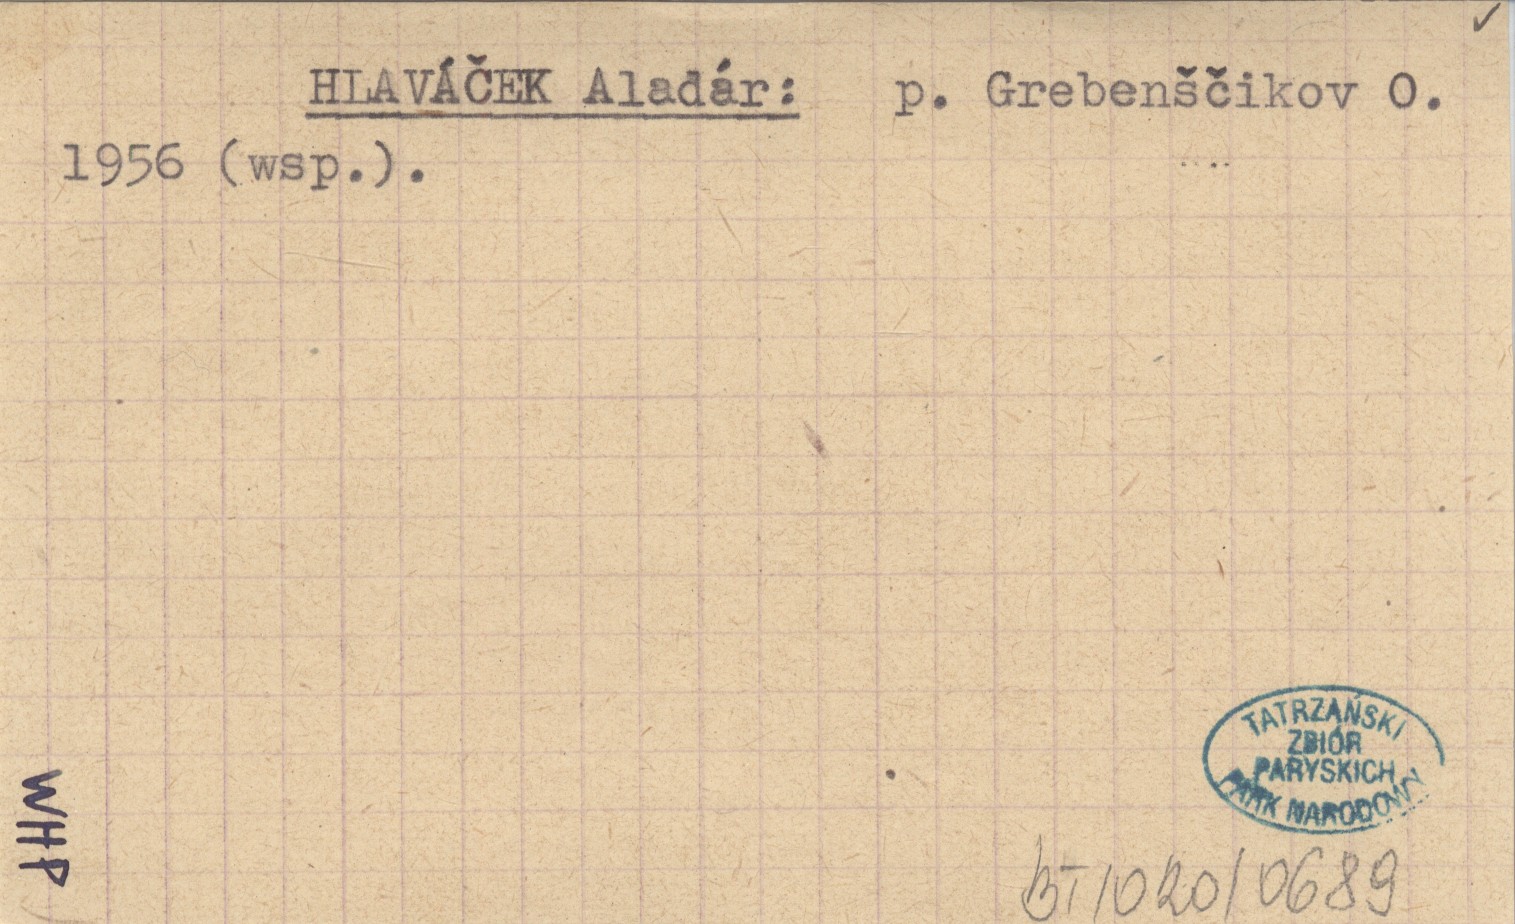 ✓
HLAVÁČEK Aladár: p. Grebenščikov O.
1956 (wsp.).
TATRZAŃSKI
ZBIÓR
PARYSKICH
PARK NARODOWY
WHP
BT/020/0689